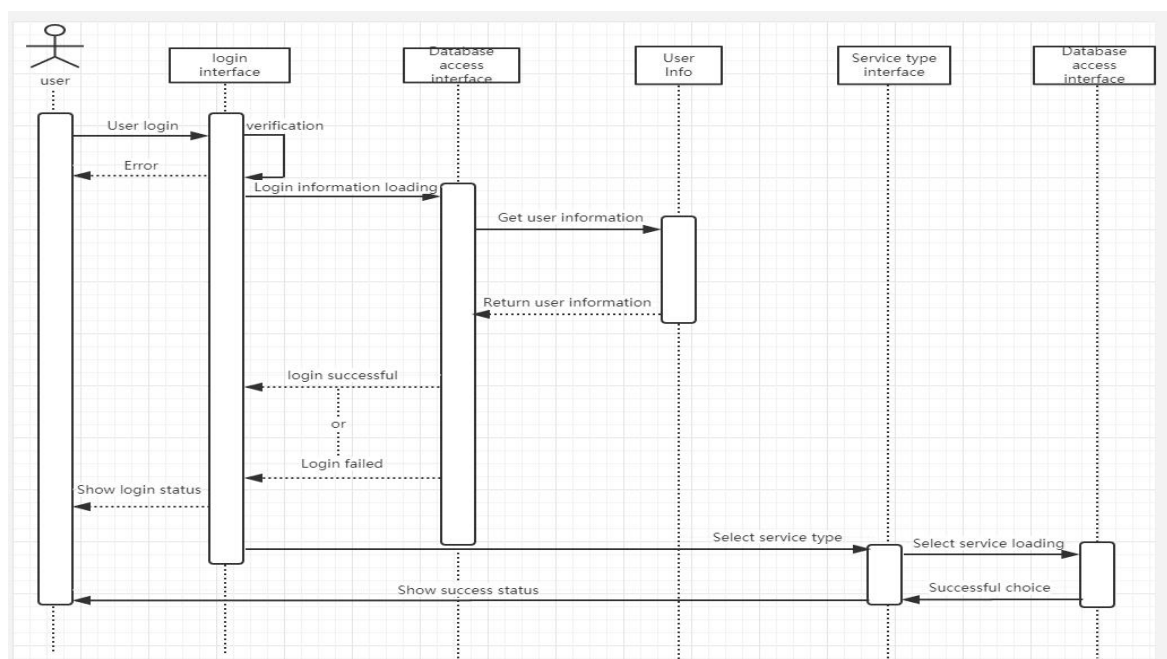 user
login
interface
Database
access
interface
User
Info
Service type
interface
Database
access
interface
User login
verification
Error
Login information loading
Get user information
Return user information
login successful
or
Login failed
Show login status
Select service type
Select service loading
Successful choice
Show success status